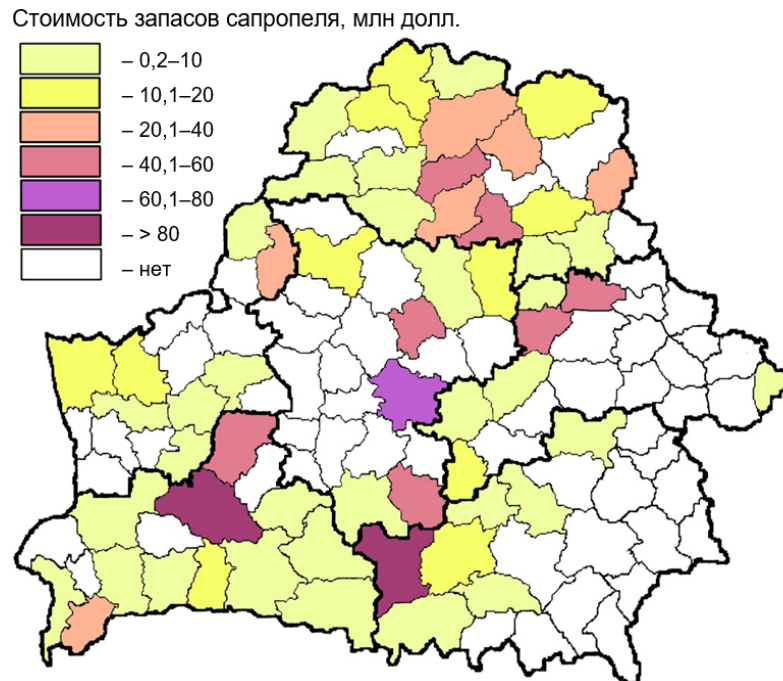 Стоимость запасов сапропеля, млн долл.
– 0,2–10
– 10,1–20
– 20,1–40
– 40,1–60
– 60,1–80
– > 80
– нет